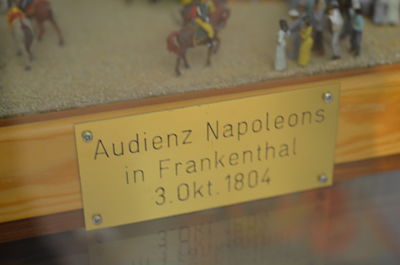 Audienz Napoleons
in Frankenthal
3.Okt.1804